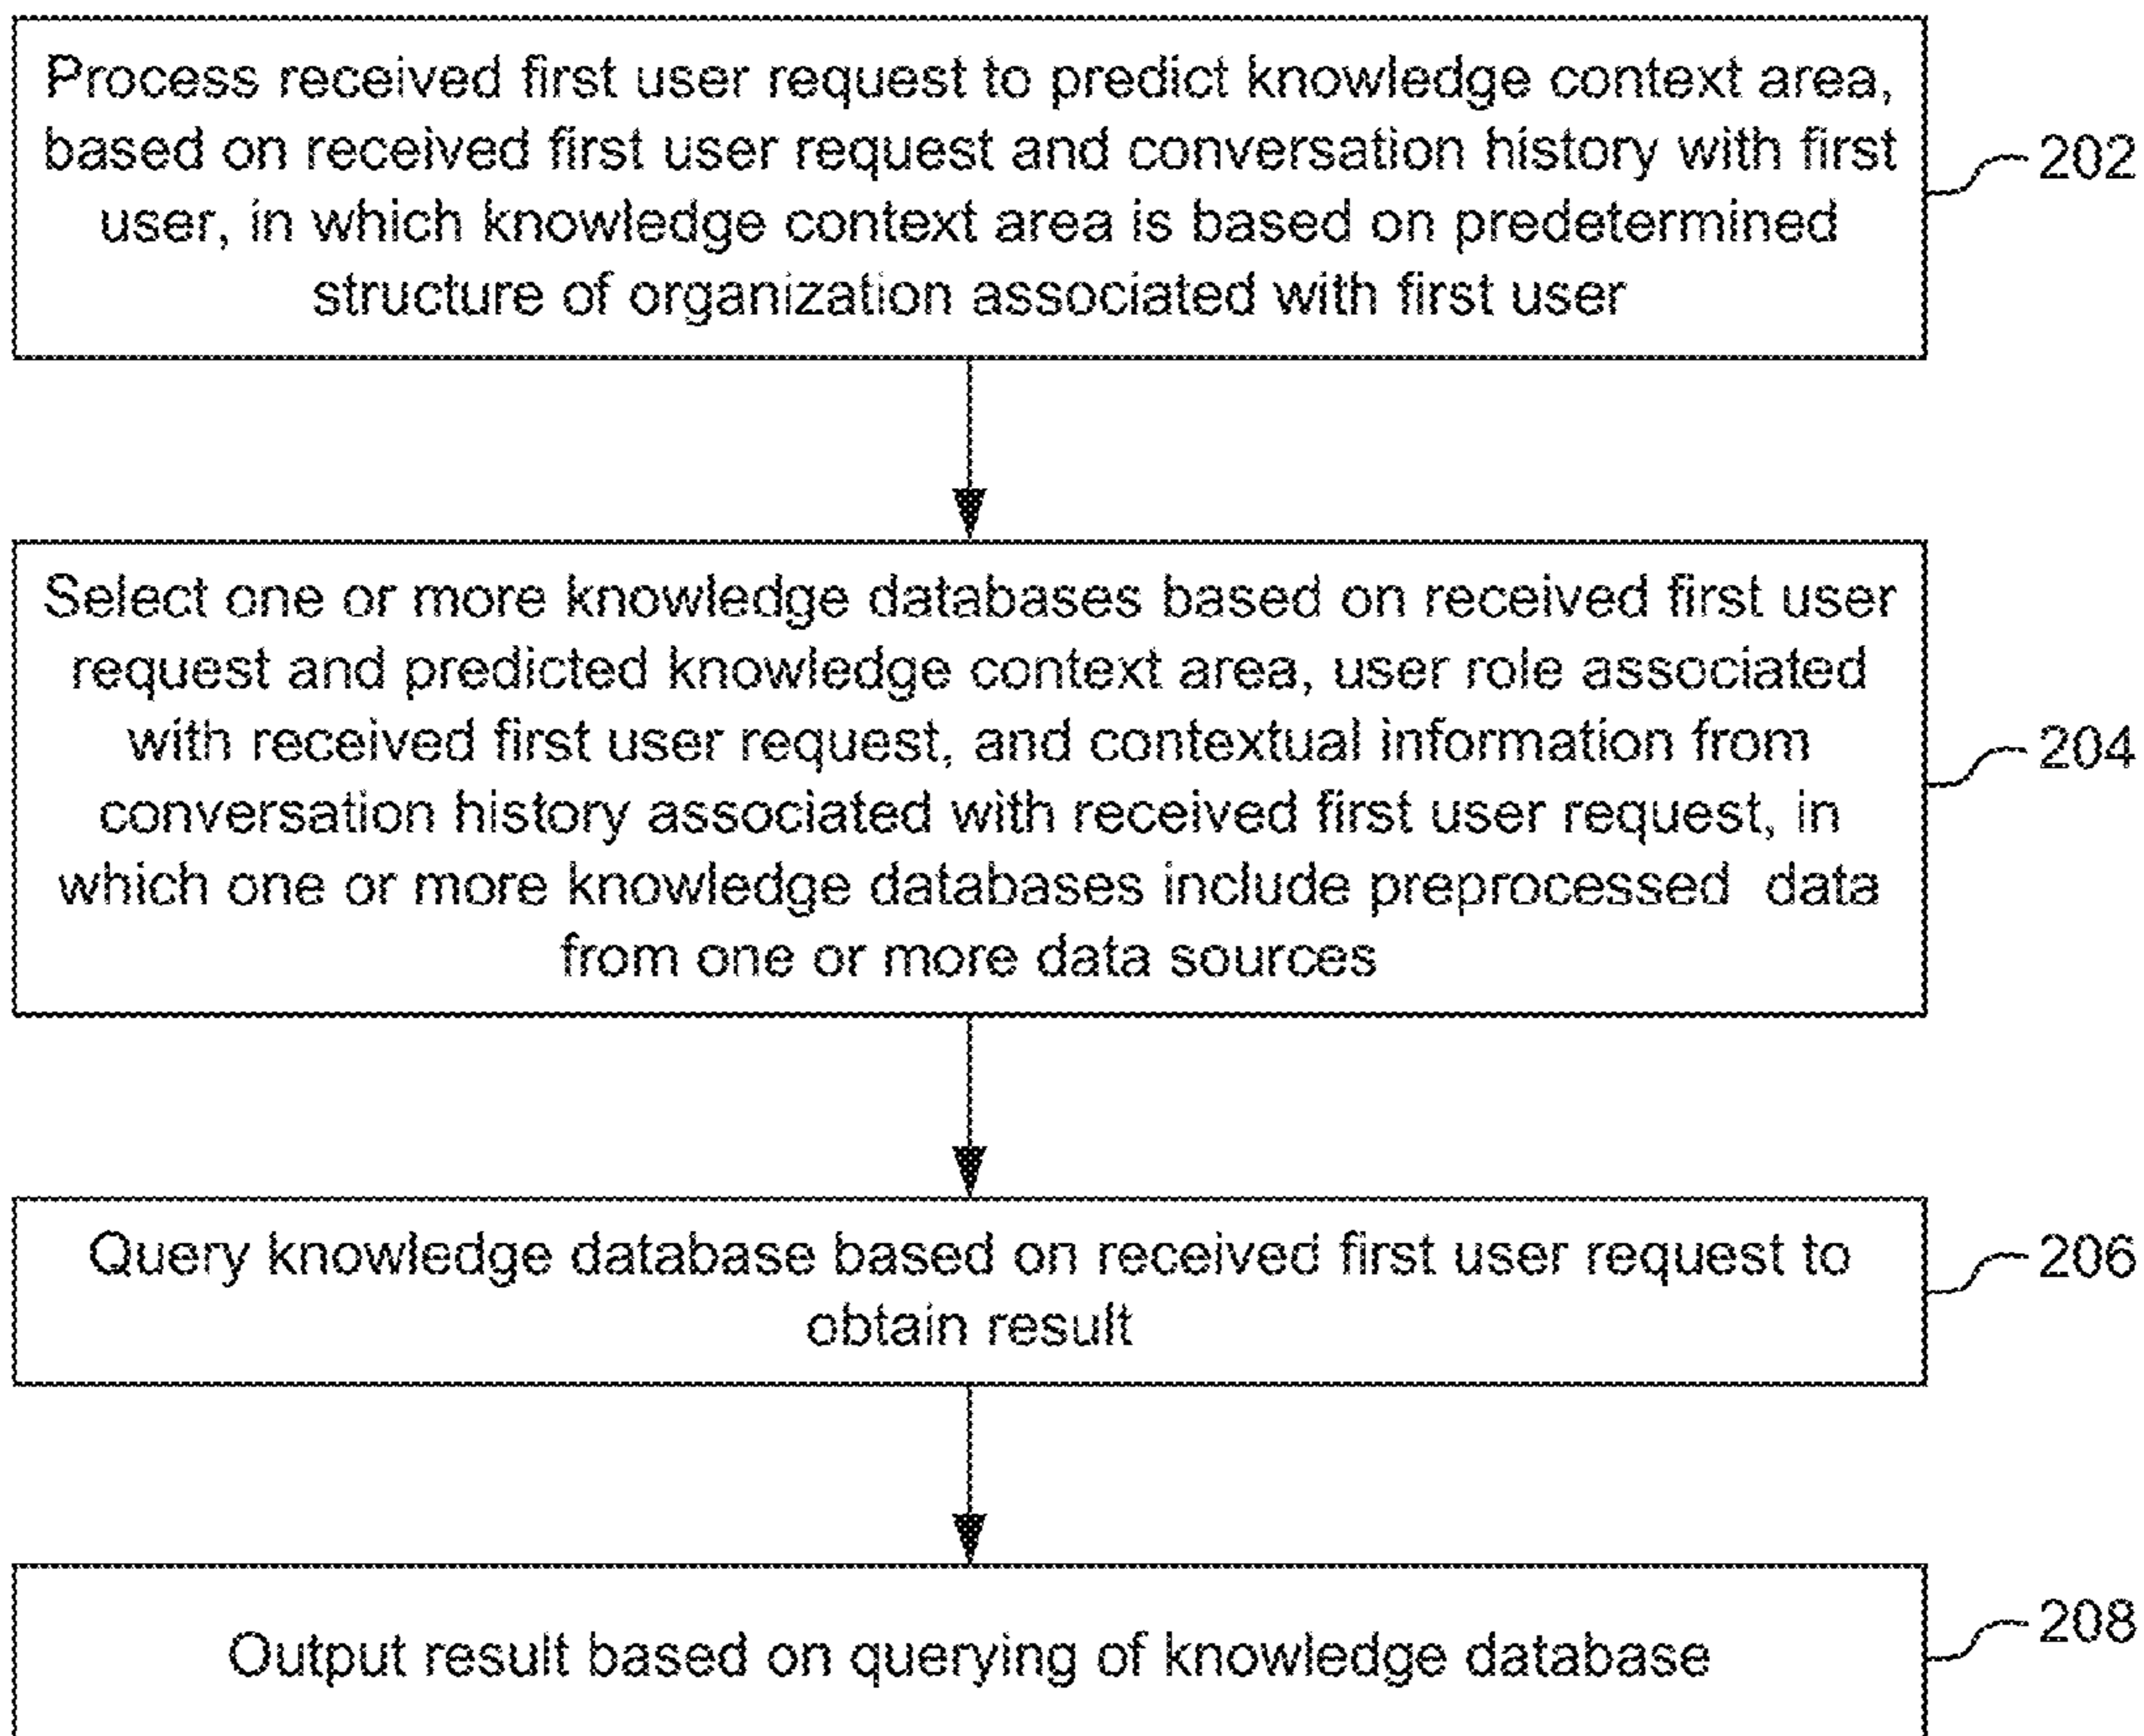 Process received first user request to predict knowledge context area,
based on received first user request and conversation history with first
user, in which knowledge context area is based on predetermined
structure of organization associated with first user
202
Select one or more knowledge databases based on received first user
request and predicted knowledge context area, user role associated
with received first user request, and contextual information from
conversation history associated with received first user request, in
which one or more knowledge databases include preprocessed data
from one or more data sources
204
Query knowledge database based on received first user request to
obtain result
206
Output result based on querying of knowledge database
208